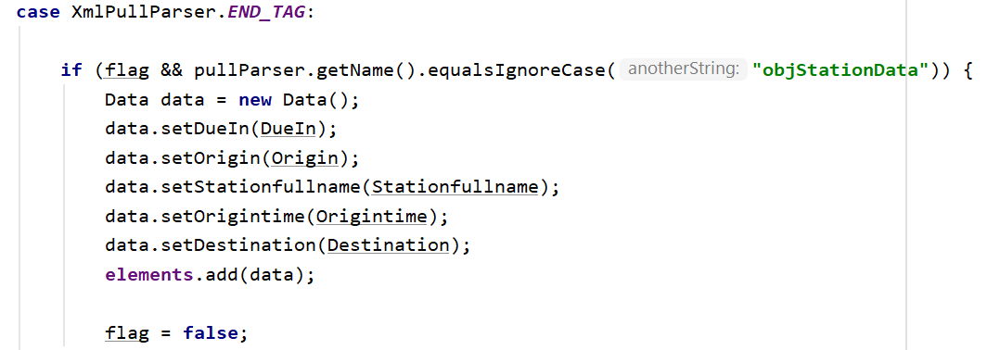 case XmlPullParser.END_TAG:
if (flag && pullParser.getName().equalsIgnoreCase( anotherString: "objStationData")) {
Data data = new Data();
data.setDueIn(DueIn);
data.setOrigin(Origin);
data.setStationfullname(Stationfullname);
data.setOrigintime(Origintime);
data.setDestination(Destination);
elements.add(data);
flag = false;